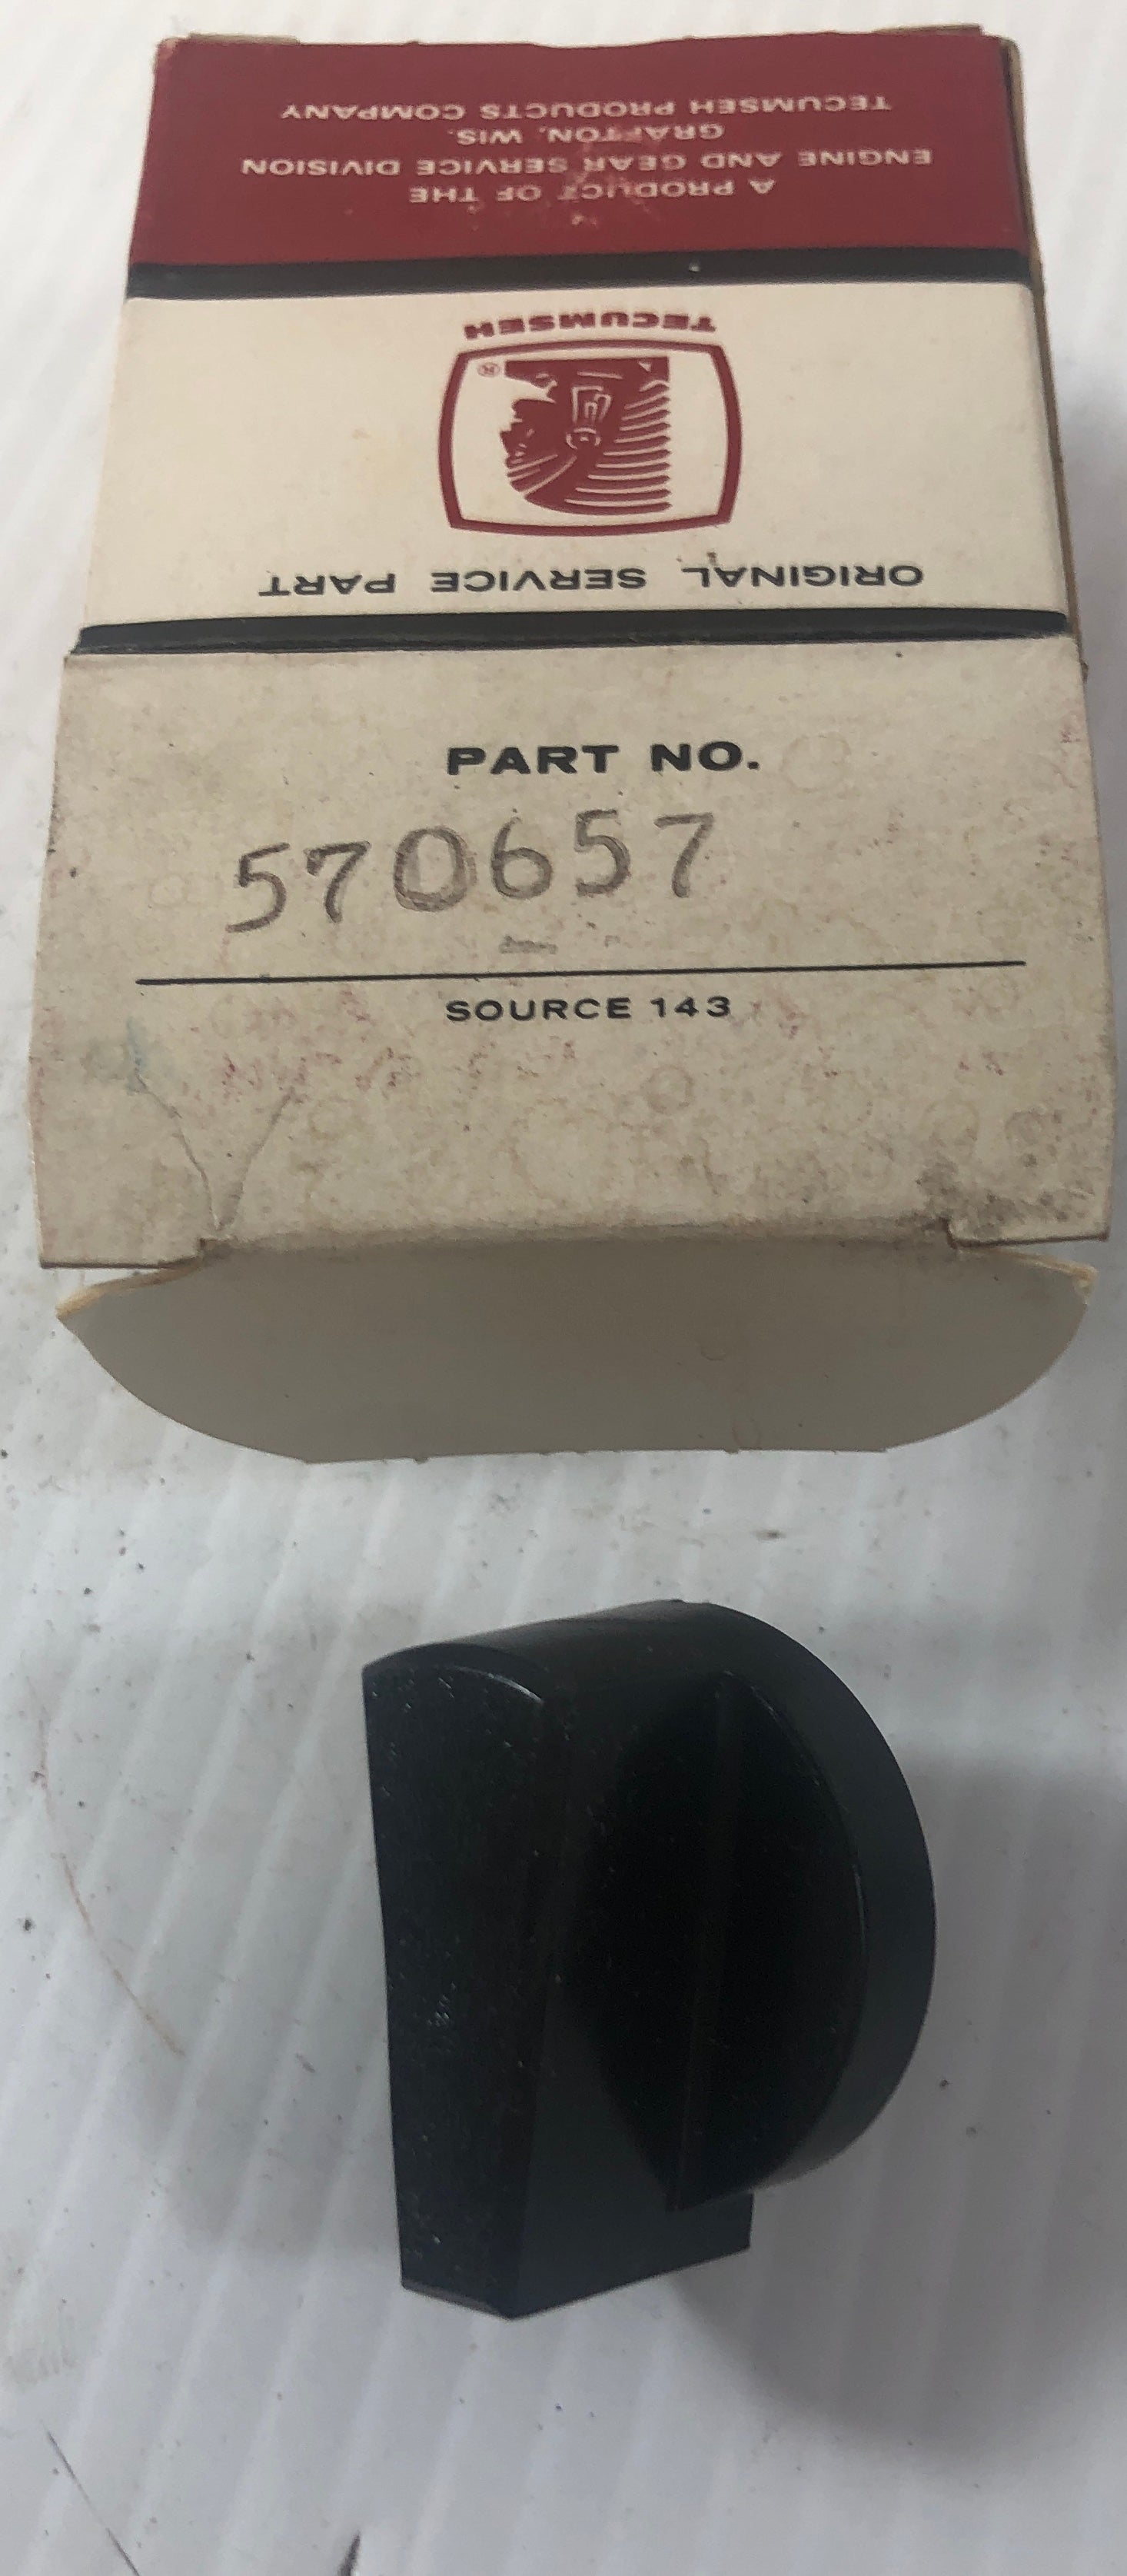 ORIGINAL SERVICE PART
®
TECUMSEH
A PRODUCT OF THE
ENGINE AND GEAR SERVICE DIVISION
GRAFTON, WIS.
TECUMSEH PRODUCTS COMPANY
PART NO.
570657
SOURCE 143